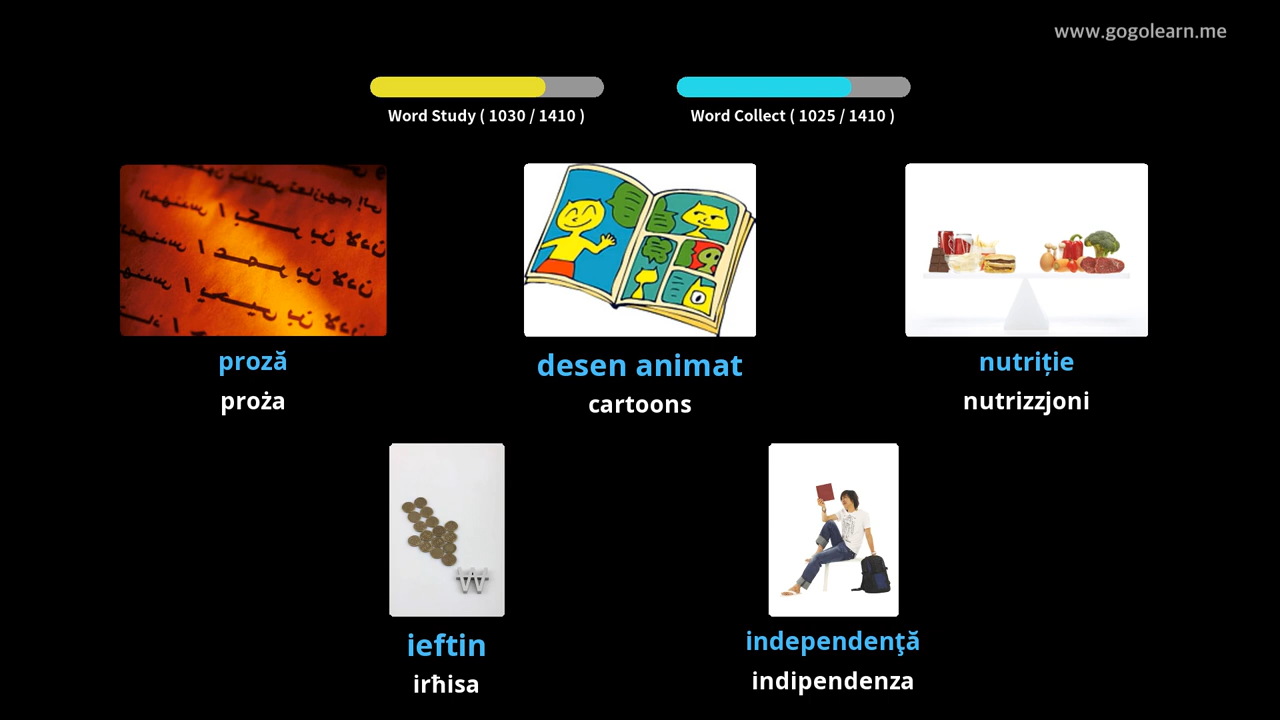 www.gogolearn.me
Word Study ( 1030 / 1410 )
Word Collect ( 1025 / 1410 )
proză
proża
desen animat
cartoons
nutriție
nutrizzjoni
ieftin
irħisa
independenţă
indipendenza